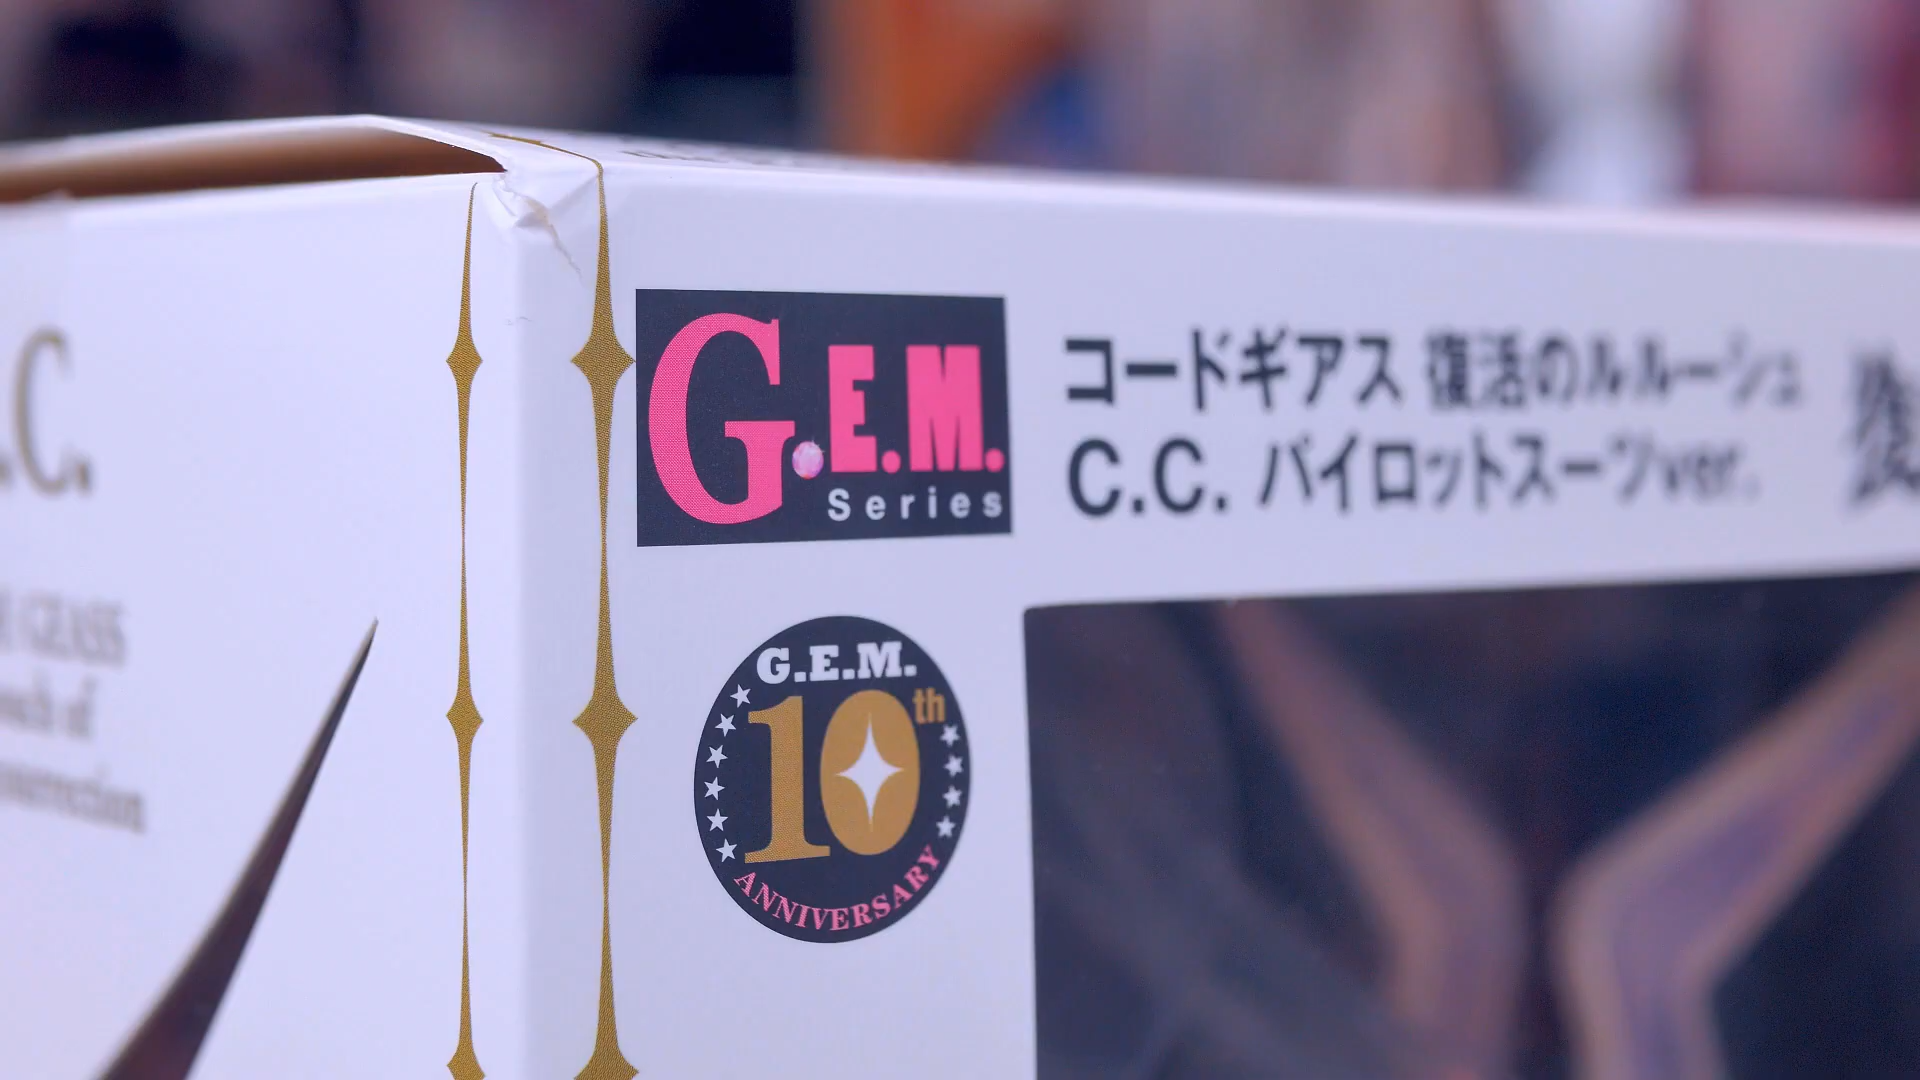 .C.
GEASS
G.E.M.
Series
コードギアス 復活のルルーシュ
C.C. パイロットスーツver.
G.E.M.
10th
ANNIVERSARY